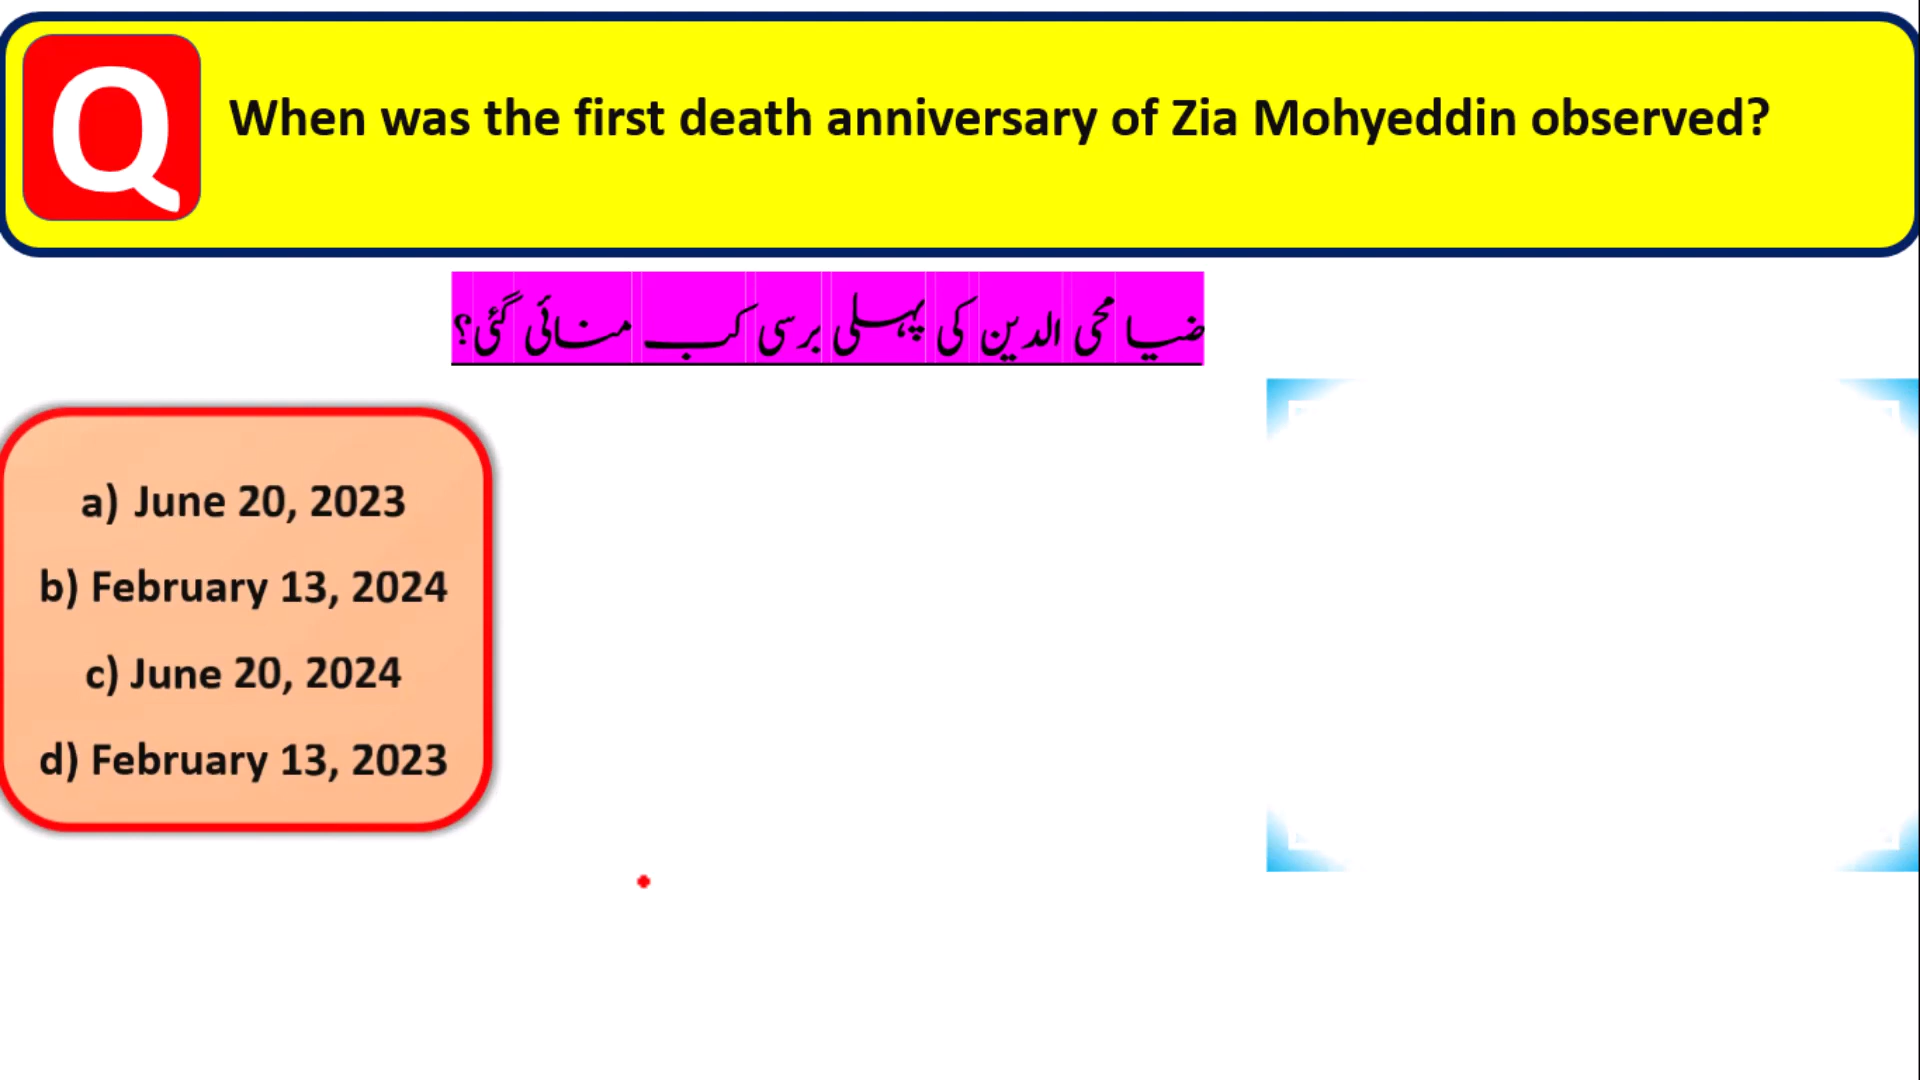 Q When was the first death anniversary of Zia Mohyeddin observed?
ضیا محی الدین کی پہلی برسی کب منائی گئی؟
a) June 20, 2023
b) February 13, 2024
c) June 20, 2024
d) February 13, 2023